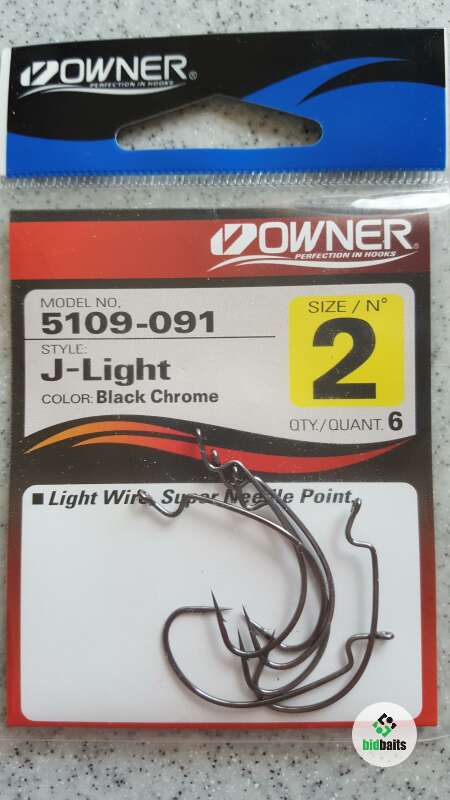 OWNER®
PERFECTION IN HOOKS
OWNER®
PERFECTION IN HOOKS
MODEL NO.
5109-091
STYLE:
J-Light
COLOR: Black Chrome
SIZE / N°
2
QTY./QUANT. 6
■ Light Wire, Super Needle Point.
bidbaits